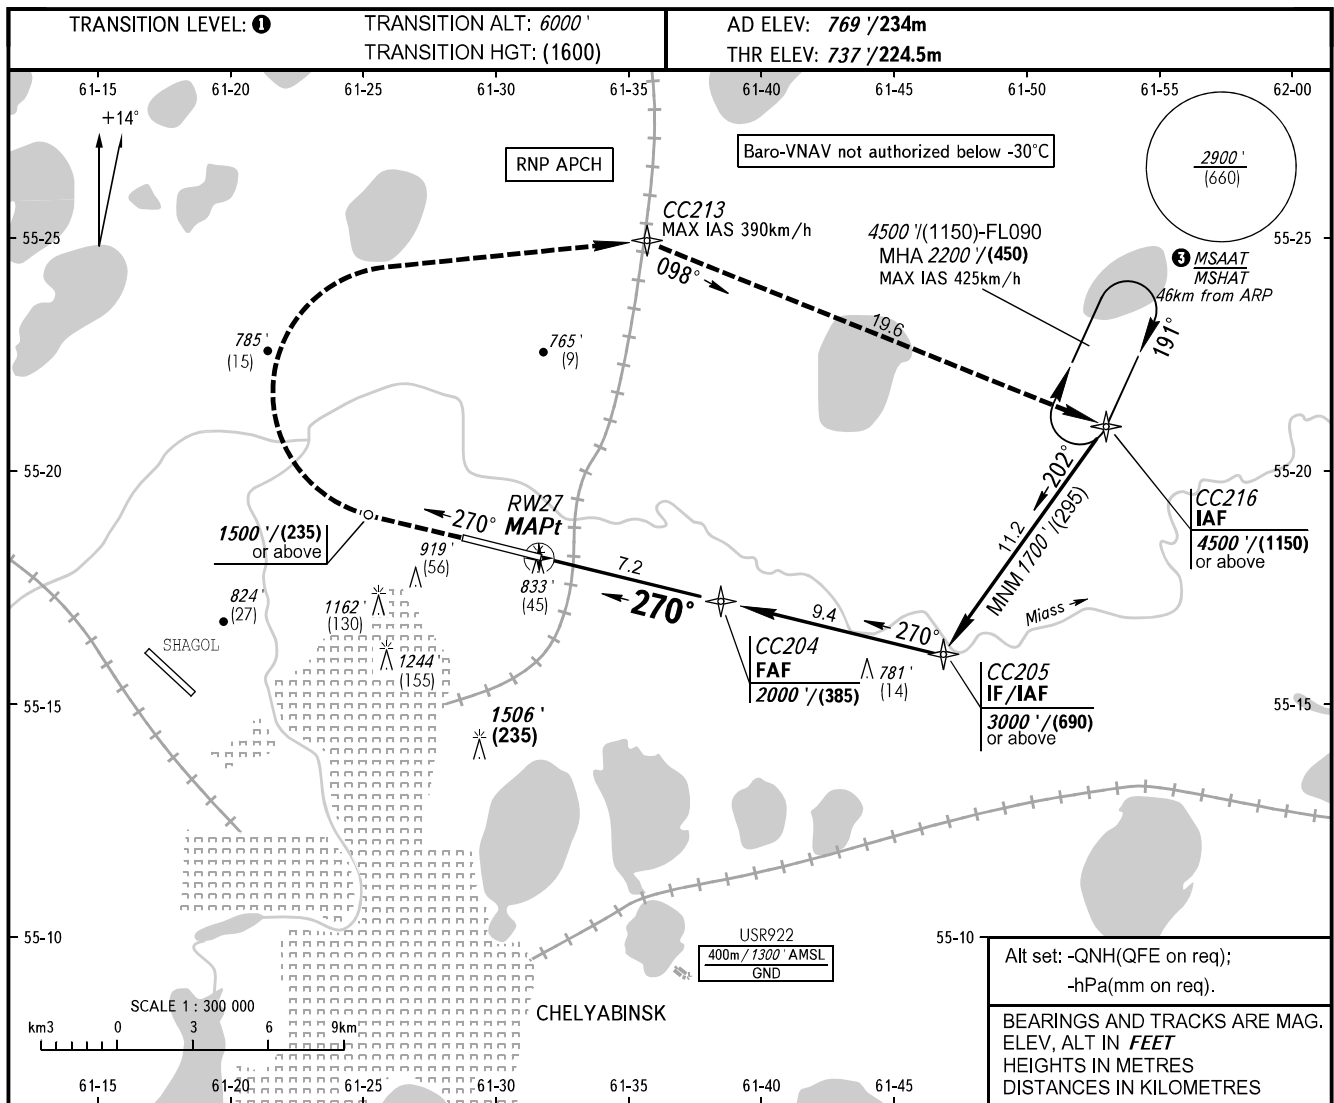 TRANSITION LEVEL: ❶
TRANSITION ALT: 6000 '
TRANSITION HGT: (1600)
AD ELEV: 769 '/234m
THR ELEV: 737 '/224.5m
61-15 61-20 61-25 61-30 61-35 61-40 61-45 61-50 61-55 62-00
+14°
RNP APCH
Baro-VNAV not authorized below -30°C
2900 '
(660)
❸ MSAAT
MSHAT
46km from ARP
CC213
MAX IAS 390km/h
098°
4500 '/(1150)-FL090
MHA 2200 '/(450)
MAX IAS 425km/h
55-25
55-25
191°
19.6
785 '
(15)
765 '
(9)
55-20
55-20
202°
11.2
MNM 1700 '/(295)
CC216
IAF
4500 '/(1150)
or above
RW27
MAPt
270°
1500 '/(235)
or above
919 '
(56)
833 '
(45)
7.2
270°
9.4
270°
Miass
824 '
(27)
1162 '
(130)
SHAGOL
1244 '
(155)
CC204
FAF
2000 '/(385)
781 '
(14)
CC205
IF/IAF
3000 '/(690)
or above
55-15
55-15
1506 '
(235)
55-10
55-10
USR922
400m/1300 ' AMSL
GND
CHELYABINSK
SCALE 1 : 300 000
km3 0 3 6 9km
61-15 61-20 61-25 61-30 61-35 61-40 61-45
Alt set: -QNH(QFE on req);
-hPa(mm on req).
BEARINGS AND TRACKS ARE MAG.
ELEV, ALT IN FEET
HEIGHTS IN METRES
DISTANCES IN KILOMETRES